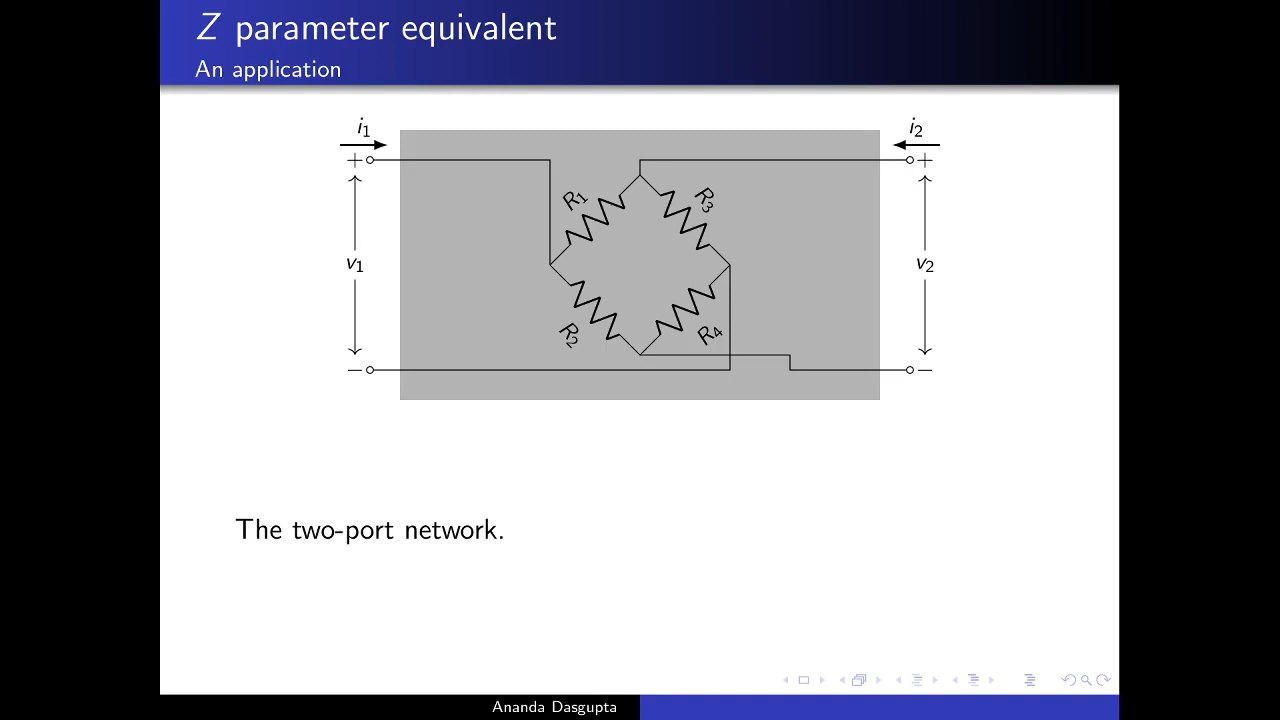 Z parameter equivalent
An application
i1
i2
+
+
R1
R3
v1
v2
R2
R4
−
−
The two-port network.
Ananda Dasgupta